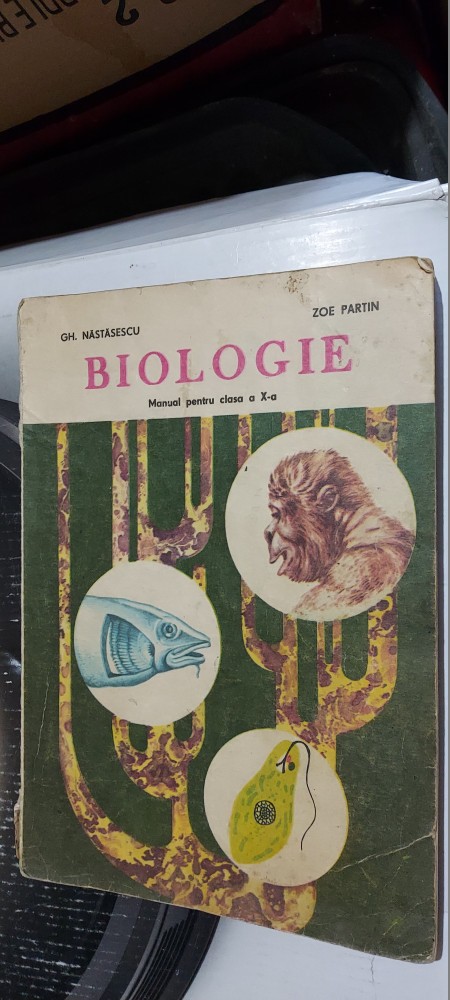 GH. NĂSTĂSESCU
ZOE PARTIN
BIOLOGIE
Manual pentru clasa a X-a